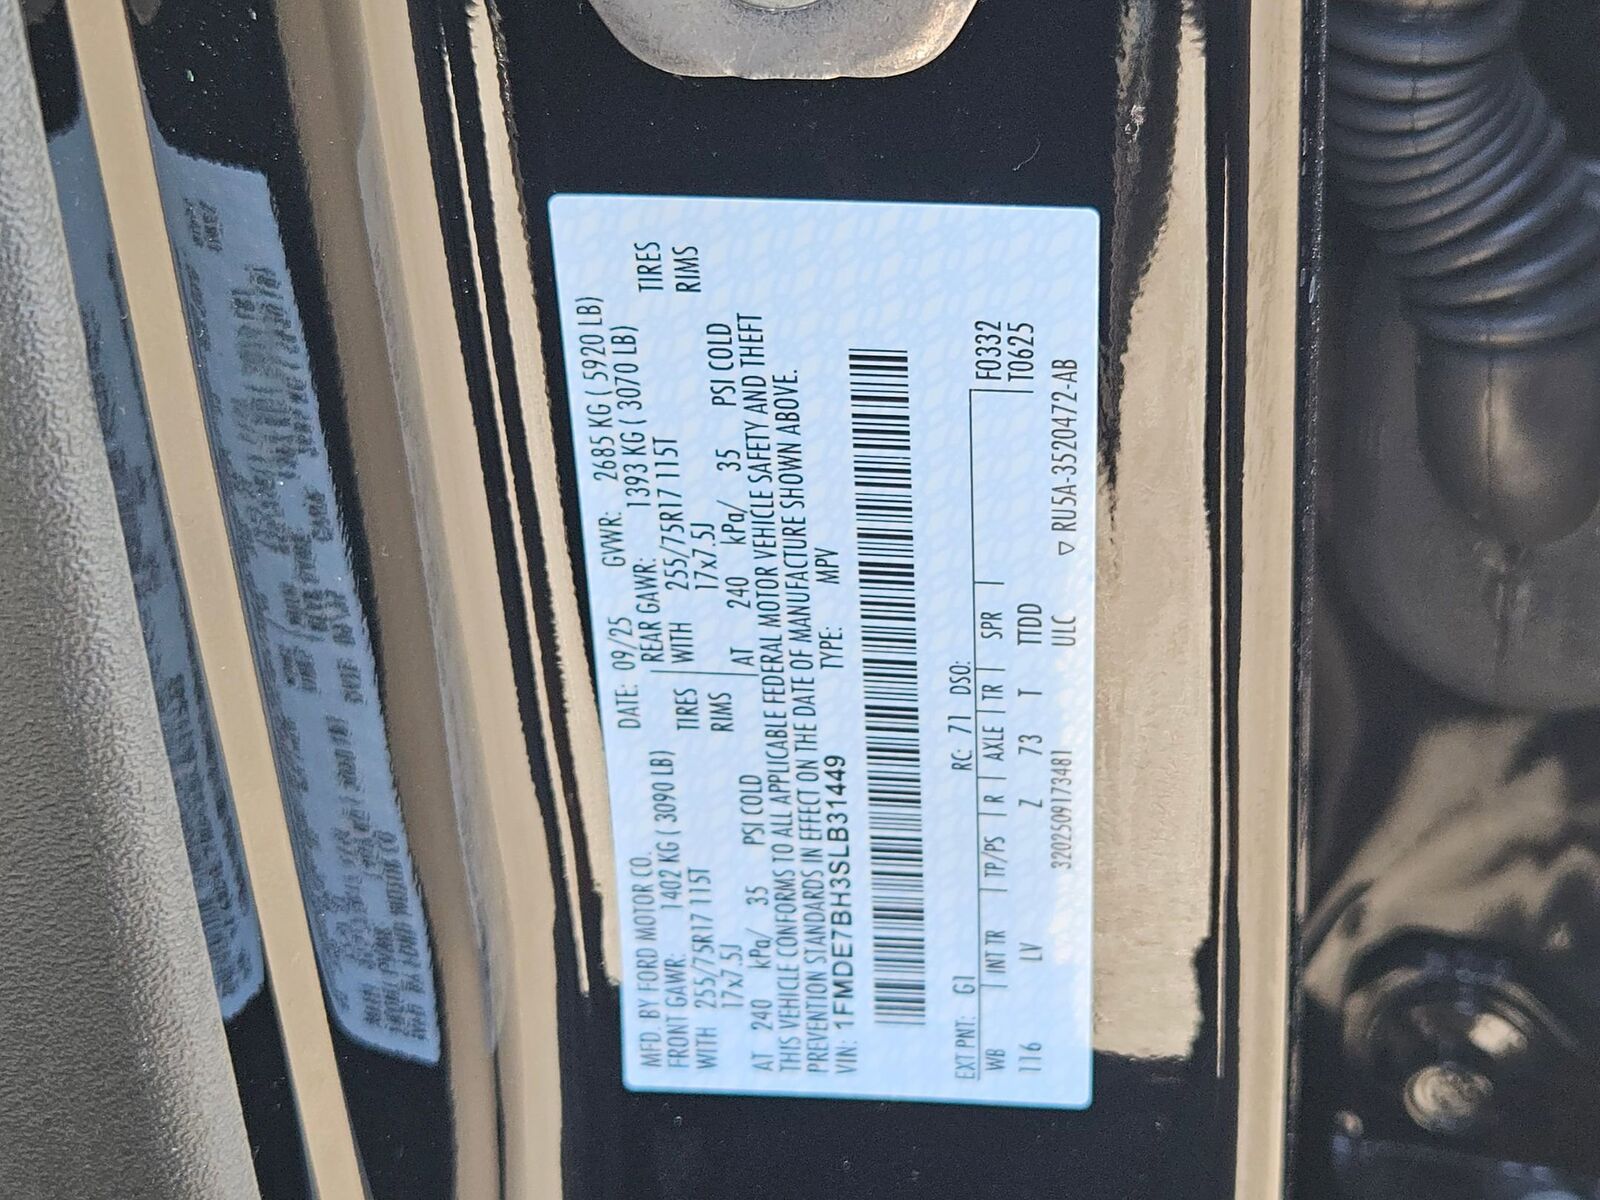 MFD. BY FORD MOTOR CO.
DATE: 09/25 GVWR: 2685 KG ( 5920 LB)
FRONT GAWR: 1402 KG ( 3090 LB) REAR GAWR: 1393 KG ( 3070 LB)
WITH 255/75R17 115T TIRES WITH 255/75R17 115T TIRES
17x7.5J RIMS 17x7.5J RIMS
AT 240 kPa/ 35 PSI COLD AT 240 kPa/ 35 PSI COLD
THIS VEHICLE CONFORMS TO ALL APPLICABLE FEDERAL MOTOR VEHICLE SAFETY AND THEFT
PREVENTION STANDARDS IN EFFECT ON THE DATE OF MANUFACTURE SHOWN ABOVE.
VIN: 1FMDE7BH3SLB31449 TYPE: MPV
EXT PNT: G1 RC: 71 DSO:
WB INT TR TP/PS R AXLE TR SPR F0332
116 LV Z 73 T TTDD T0625
3202509173481 ULC ▽ RU5A-3520472-AB